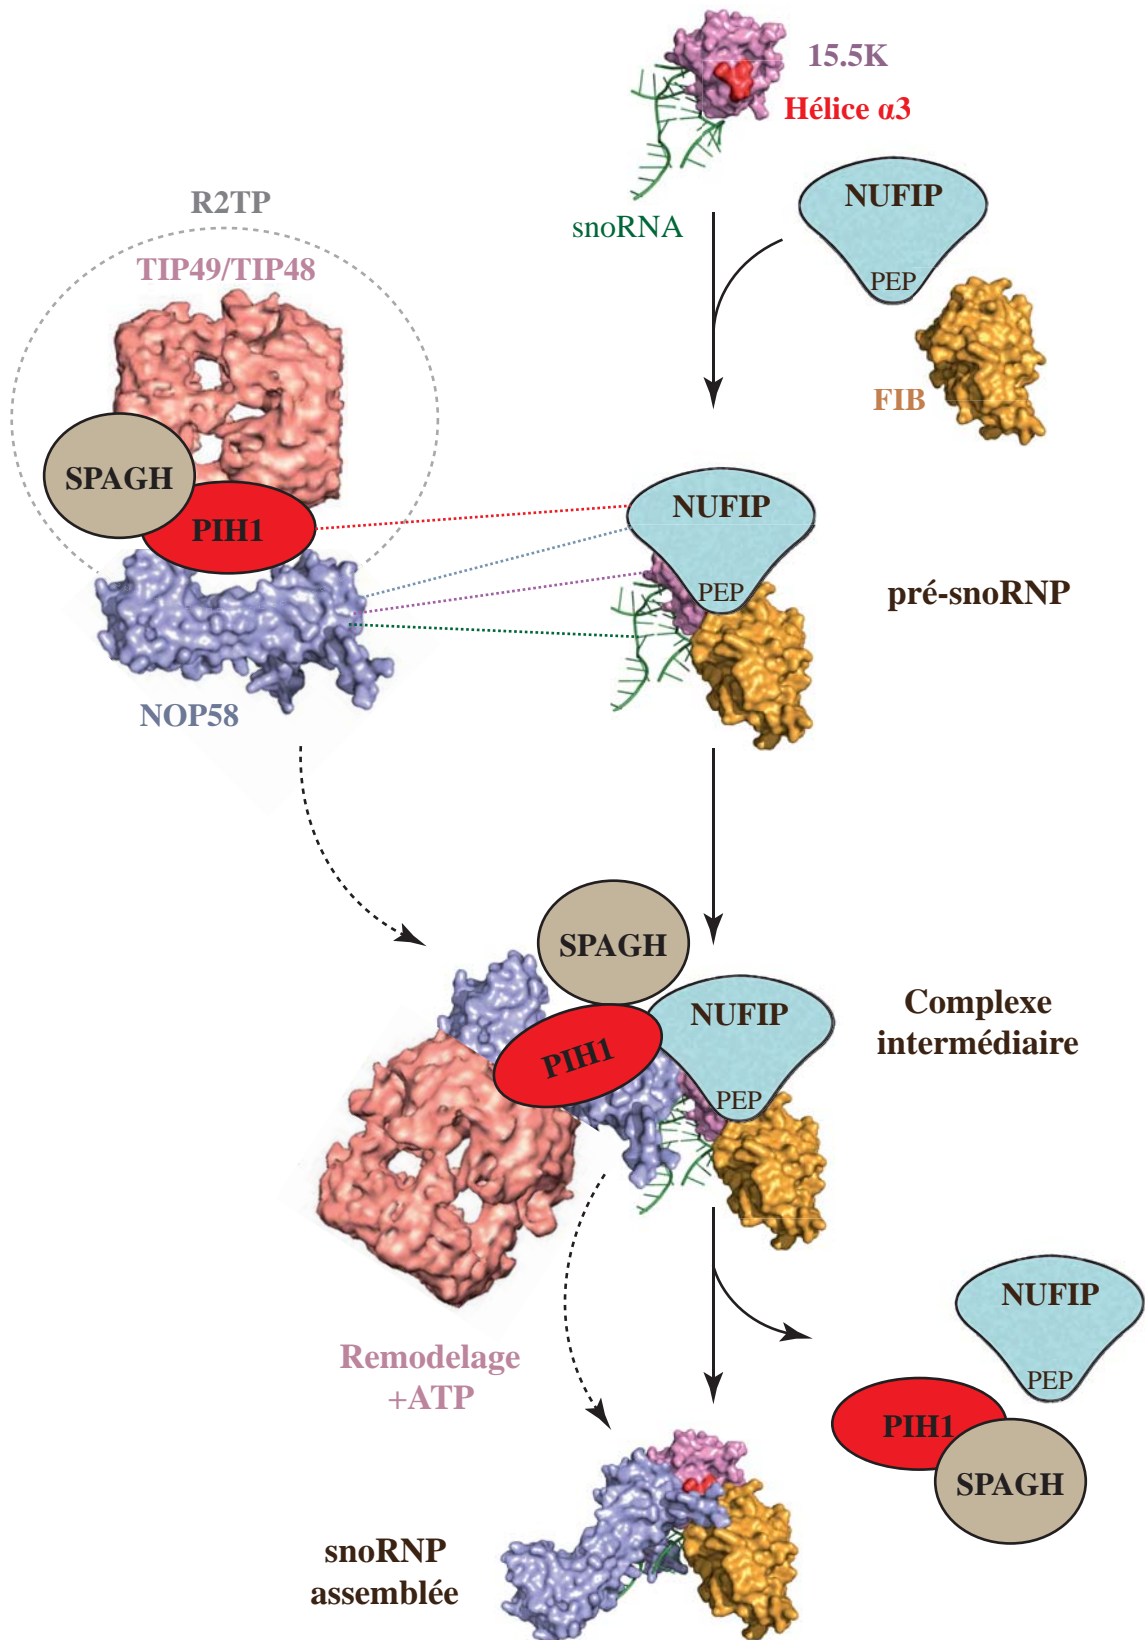 15.5K
Hélice α3
NUFIP
PEP
snoRNA
FIB
R2TP
TIP49/TIP48
SPAGH
PIH1
NOP58
NUFIP
PEP
pré-snoRNP
SPAGH
PIH1
NUFIP
PEP
Complexe
intermédiaire
Remodelage
+ATP
NUFIP
PEP
PIH1
SPAGH
snoRNP
assemblée